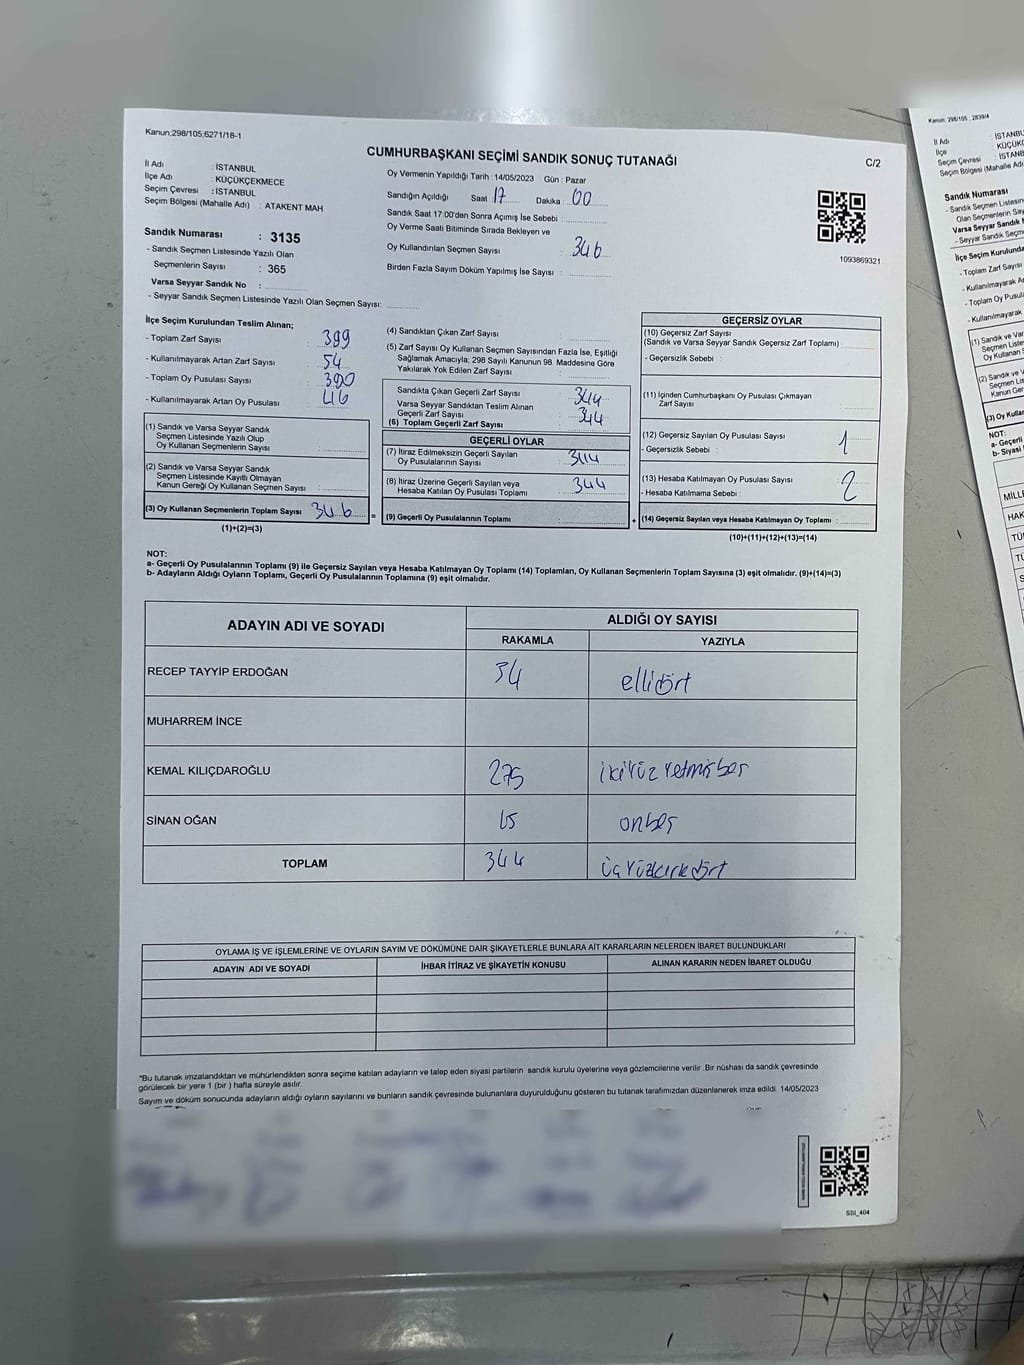 Kanun:298/105;6271/18-1
CUMHURBAŞKANI SEÇİMİ SANDIK SONUÇ TUTANAĞI
C/2
İl Adı : İSTANBUL
İlçe Adı : KÜÇÜKÇEKMECE
Seçim Çevresi : İSTANBUL
Seçim Bölgesi (Mahalle Adı) : ATAKENT MAH.
Sandık Numarası : 3135
- Sandık Seçmen Listesinde Yazılı Olan
Seçmenlerin Sayısı : 365
Varsa Seyyar Sandık No :
- Seyyar Sandık Seçmen Listesinde Yazılı Olan Seçmen Sayısı:
Oy Vermenin Yapıldığı Tarih :14/05/2023 Gün : Pazar
Sandığın Açıldığı Saat 17 Dakika : 00
Sandık Saat 17:00'den Sonra Açımış İse Sebebi :
Oy Verme Saati Bitiminde Sırada Bekleyen ve
Oy Kullandırılan Seçmen Sayısı : 346
Birden Fazla Sayım Döküm Yapılmış İse Sayısı :
1093869321
İlçe Seçim Kurulundan Teslim Alınan;
- Toplam Zarf Sayısı : 399
- Kullanılmayarak Artan Zarf Sayısı : 54
- Toplam Oy Pusulası Sayısı : 390
- Kullanılmayarak Artan Oy Pusulası : 46
(1) Sandık ve Varsa Seyyar Sandık
Seçmen Listesinde Yazılı Olup
Oy Kullanan Seçmenlerin Sayısı :
(2) Sandık ve Varsa Seyyar Sandık
Seçmen Listesinde Kayıtlı Olmayan
Kanun Gereği Oy Kullanan Seçmen Sayısı :
(3) Oy Kullanan Seçmenlerin Toplam Sayısı 346
(1)+(2)=(3)
(4) Sandıktan Çıkan Zarf Sayısı :
(5) Zarf Sayısı Oy Kullanan Seçmen Sayısından Fazla İse, Eşitliği
Sağlamak Amacıyla, 298 Sayılı Kanunun 98. Maddesine Göre
Yakılarak Yok Edilen Zarf Sayısı :
Sandıkta Çıkan Geçerli Zarf Sayısı : 344
Varsa Seyyar Sandıktan Teslim Alınan
Geçerli Zarf Sayısı : 344
(6) Toplam Geçerli Zarf Sayısı :
GEÇERLİ OYLAR
(7) İtiraz Edilmeksizin Geçerli Sayılan
Oy Pusulalarının Sayısı : 344
(8) İtiraz Üzerine Geçerli Sayılan veya
Hesaba Katılan Oy Pusulası Toplamı : 344
= (9) Geçerli Oy Pusulalarının Toplamı :
GEÇERSİZ OYLAR
(10) Geçersiz Zarf Sayısı
(Sandık ve Varsa Seyyar Sandık Geçersiz Zarf Toplamı) :
- Geçersizlik Sebebi :
(11) İçinden Cumhurbaşkanı Oy Pusulası Çıkmayan
Zarf Sayısı :
(12) Geçersiz Sayılan Oy Pusulası Sayısı : 1
- Geçersizlik Sebebi :
(13) Hesaba Katılmayan Oy Pusulası Sayısı : 2
- Hesaba Katılmama Sebebi :
+ (14) Geçersiz Sayılan veya Hesaba Katılmayan Oy Toplamı :
(10)+(11)+(12)+(13)=(14)
NOT:
a- Geçerli Oy Pusulalarının Toplamı (9) ile Geçersiz Sayılan veya Hesaba Katılmayan Oy Toplamı (14) Toplamları, Oy Kullanan Seçmenlerin Toplam Sayısına (3) eşit olmalıdır. (9)+(14)=(3)
b- Adayların Aldığı Oyların Toplamı, Geçerli Oy Pusulalarının Toplamına (9) eşit olmalıdır.
ADAYIN ADI VE SOYADI
ALDIĞI OY SAYISI
RAKAMLA YAZIYLA
RECEP TAYYİP ERDOĞAN 54 ellidört
MUHARREM İNCE
KEMAL KILIÇDAROĞLU 275 ikiyüz yetmişbeş
SİNAN OĞAN 15 onbeş
TOPLAM 344 üçyüzkırkdört
OYLAMA İŞ VE İŞLEMLERİNE VE OYLARIN SAYIM VE DÖKÜMÜNE DAİR ŞİKAYETLERLE BUNLARA AİT KARARLARIN NELERDEN İBARET BULUNDUKLARI
ADAYIN ADI VE SOYADI İHBAR İTİRAZ VE ŞİKAYETİN KONUSU ALINAN KARARIN NEDEN İBARET OLDUĞU
*Bu tutanak imzalandıktan ve mühürlendikten sonra seçime katılan adayların ve talep eden siyasi partilerin sandık kurulu üyelerine veya gözlemcilerine verilir. Bir nüshası da sandık çevresinde
görülecek bir yere 1 (bir ) hafta süreyle asılır.
Sayım ve döküm sonucunda adayların aldığı oyların sayılarını ve bunların sandık çevresinde bulunanlara duyurulduğunu gösteren bu tutanak tarafımızdan düzenlenerek imza edildi. 14/05/2023
SSI_404
Kanun: 298/105 , 2839/4
İl Adı
İlçe
Seçim Çevresi
Seçim Bölgesi (Mahalle Adı
Sandık Numarası